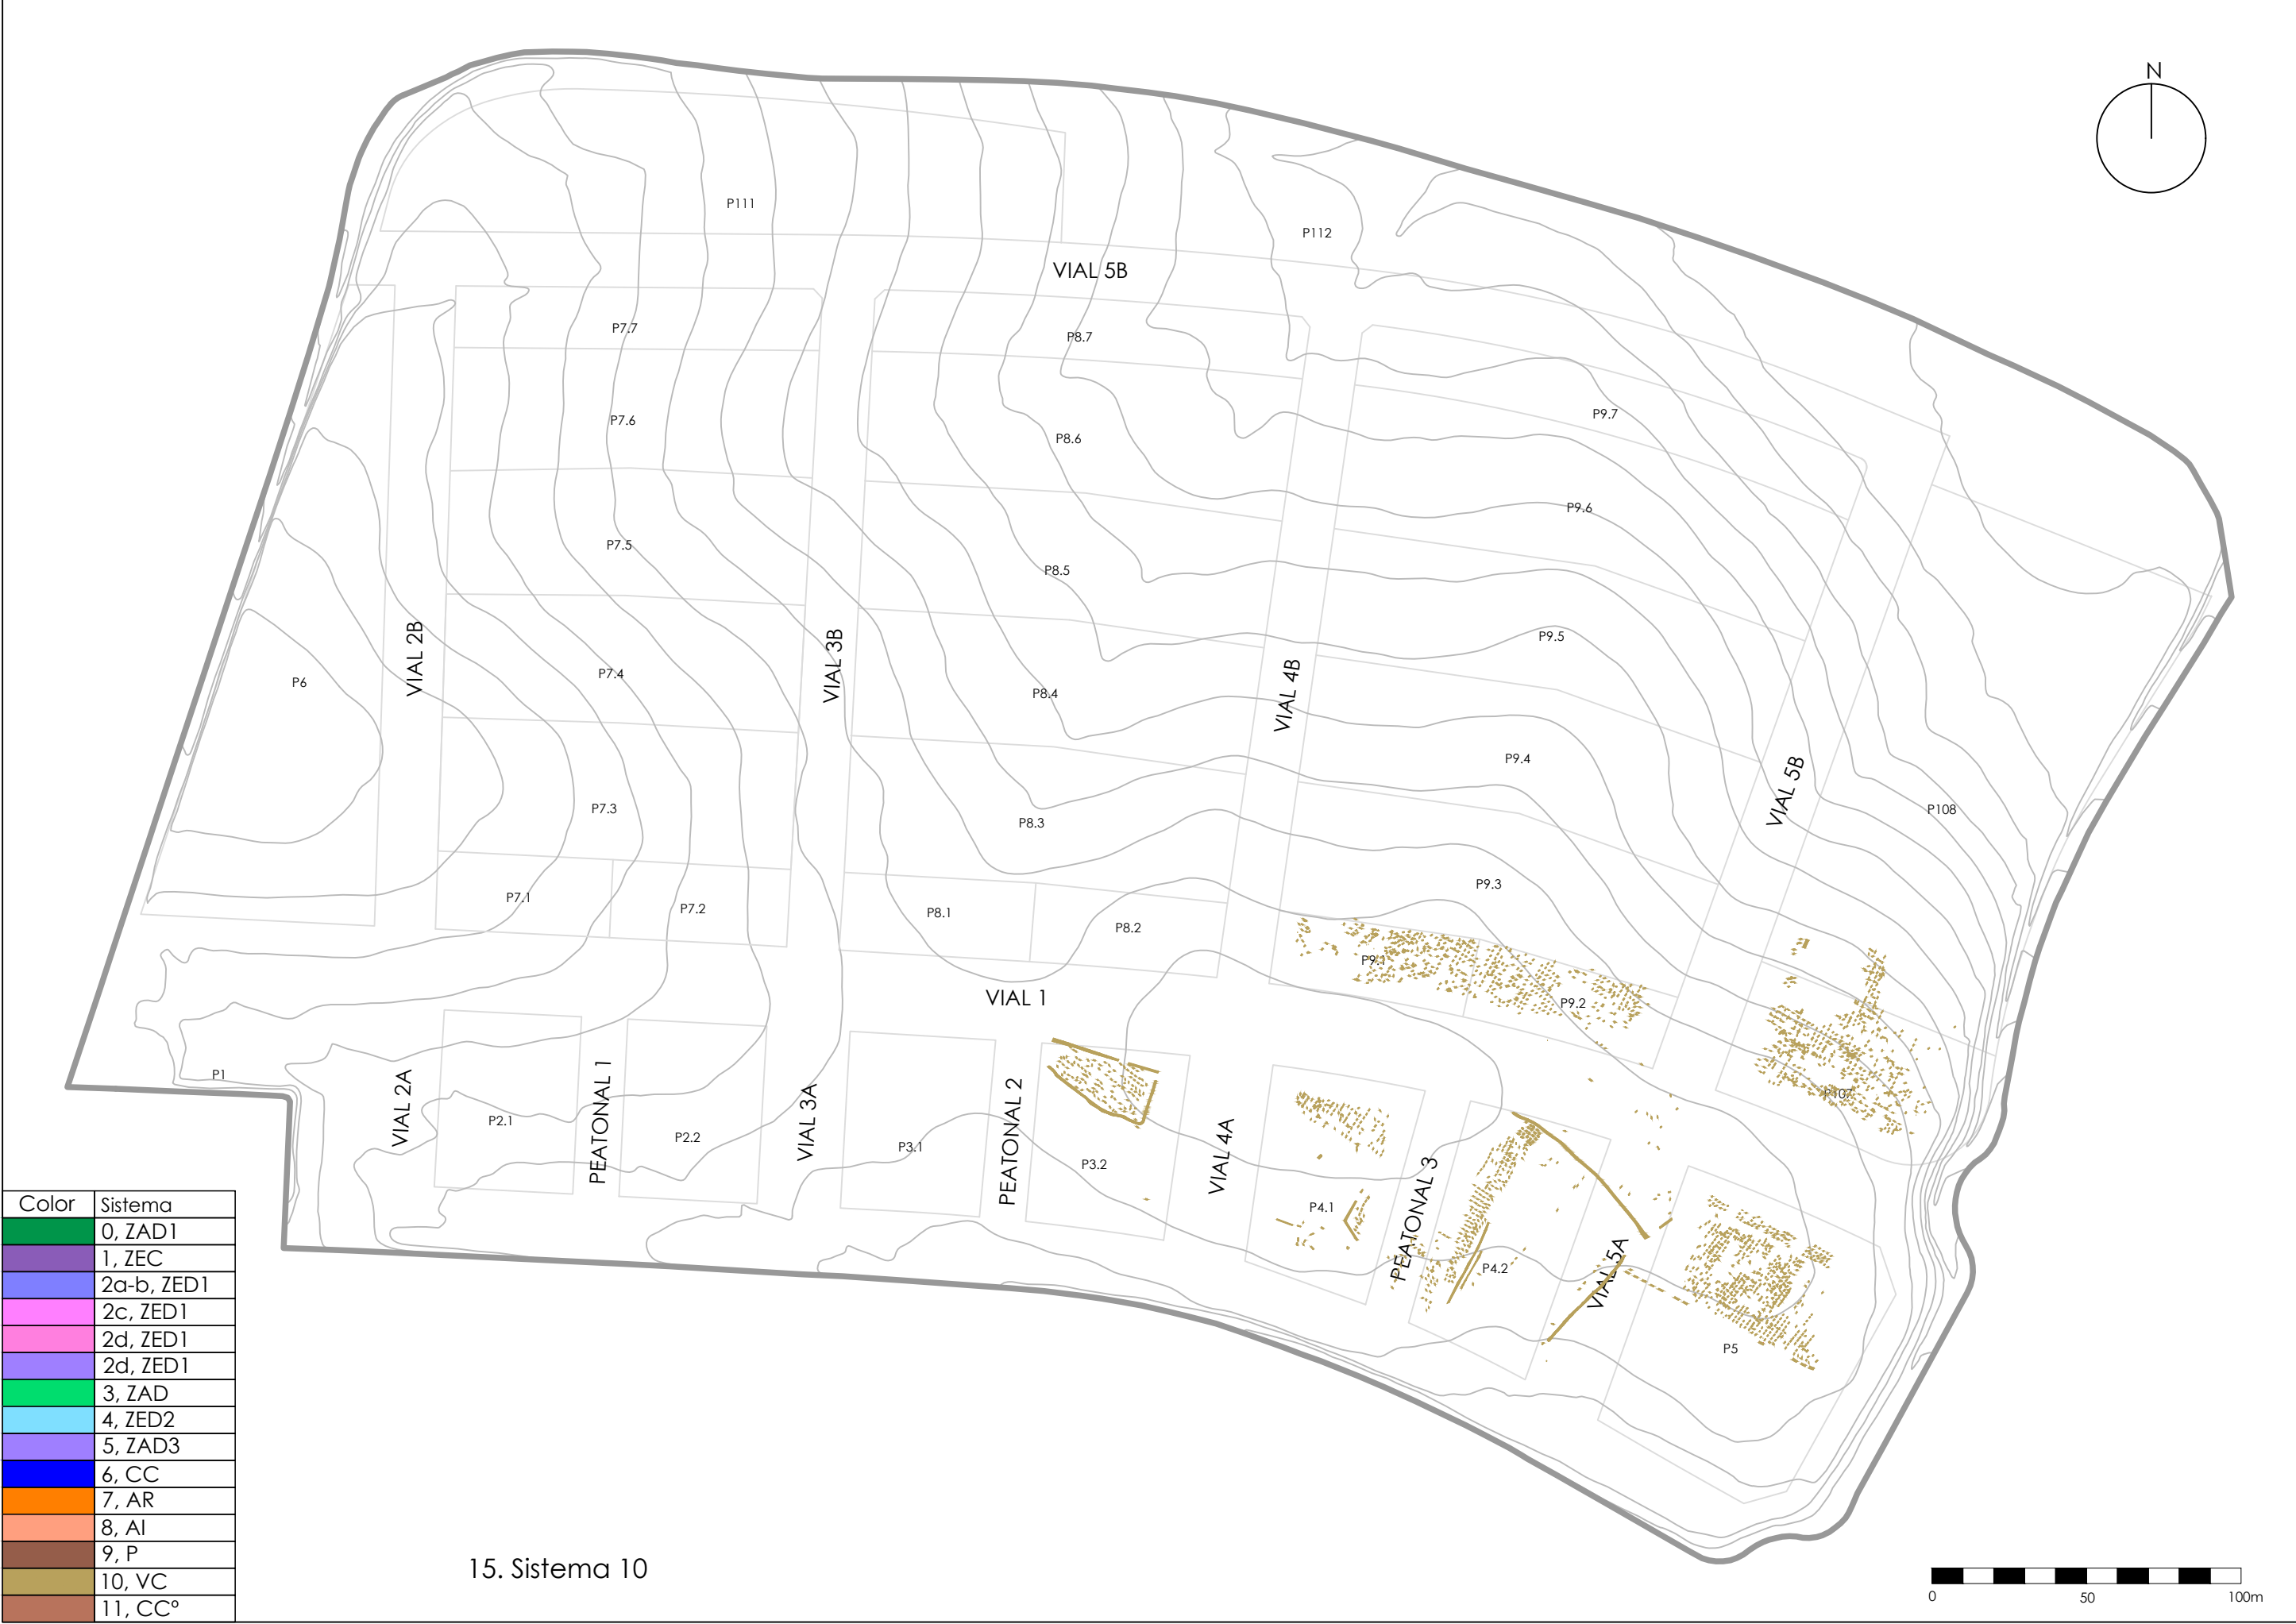 N
P111
P112
VIAL 5B
P7.7
P8.7
P9.7
P7.6
P8.6
P9.6
P7.5
P8.5
P9.5
VIAL 2B
VIAL 3B
VIAL 4B
P6
P7.4
P8.4
P9.4
VIAL 5B
P7.3
P8.3
P108
P9.3
P7.1
P7.2
P8.1
P8.2
P9.1
P9.2
VIAL 1
P1
P107
VIAL 2A
P2.1
PEATONAL 1
P2.2
VIAL 3A
P3.1
PEATONAL 2
P3.2
VIAL 4A
P4.1
PEATONAL 3
P4.2
VIAL 5A
P5
Color Sistema
0, ZAD1
1, ZEC
2a-b, ZED1
2c, ZED1
2d, ZED1
2d, ZED1
3, ZAD
4, ZED2
5, ZAD3
6, CC
7, AR
8, AI
9, P
10, VC
11, CCº
15. Sistema 10
0 50 100m